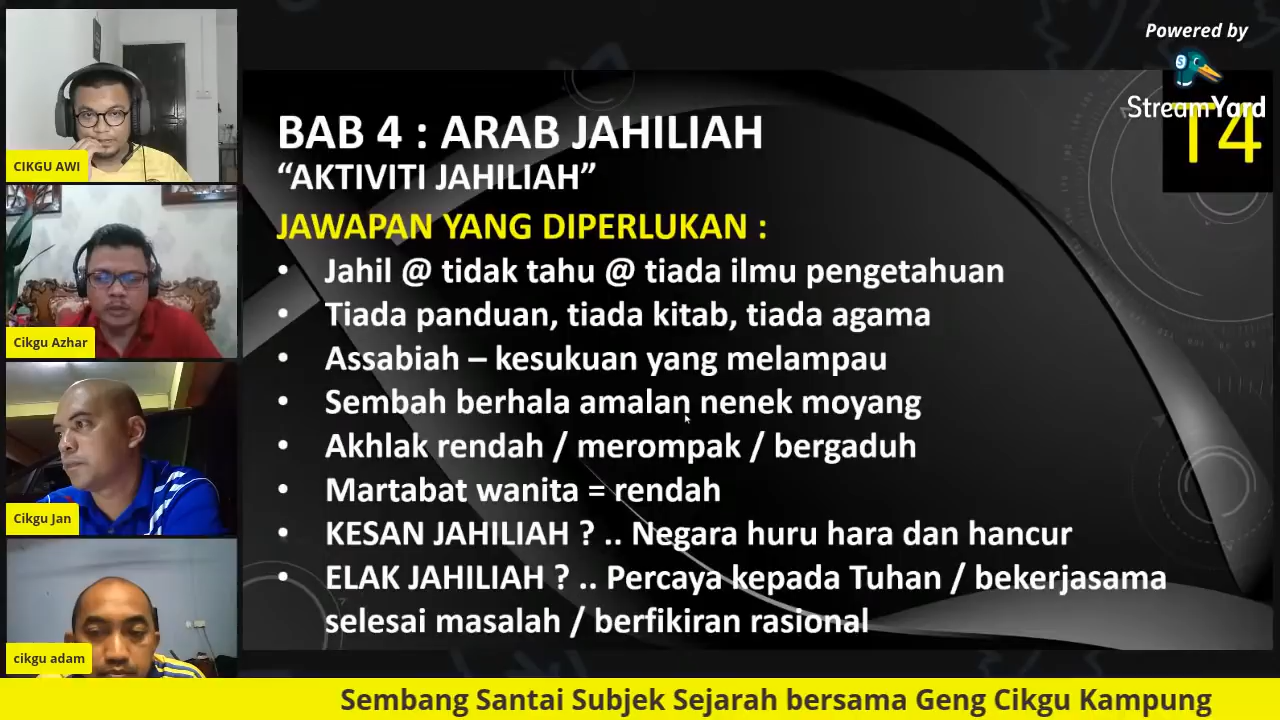 CIKGU AWI
Cikgu Azhar
Cikgu Jan
cikgu adam
Powered by
StreamYard
T4
BAB 4 : ARAB JAHILIAH
“AKTIVITI JAHILIAH”
JAWAPAN YANG DIPERLUKAN :
• Jahil @ tidak tahu @ tiada ilmu pengetahuan
• Tiada panduan, tiada kitab, tiada agama
• Assabiah – kesukuan yang melampau
• Sembah berhala amalan nenek moyang
• Akhlak rendah / merompak / bergaduh
• Martabat wanita = rendah
• KESAN JAHILIAH ? .. Negara huru hara dan hancur
• ELAK JAHILIAH ? .. Percaya kepada Tuhan / bekerjasama
selesai masalah / berfikiran rasional
Sembang Santai Subjek Sejarah bersama Geng Cikgu Kampung